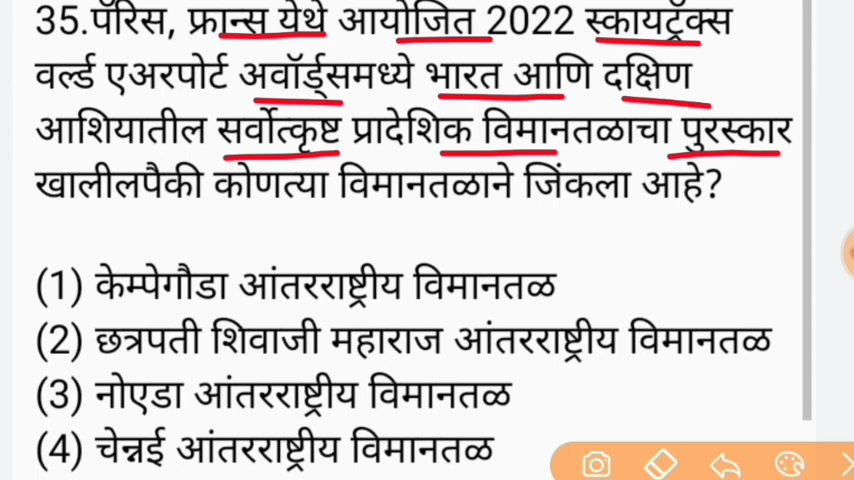 35.पॅरिस, फ्रान्स येथे आयोजित 2022 स्कायट्रॅक्स
वर्ल्ड एअरपोर्ट अवॉर्ड्समध्ये भारत आणि दक्षिण
आशियातील सर्वोत्कृष्ट प्रादेशिक विमानतळाचा पुरस्कार
खालीलपैकी कोणत्या विमानतळाने जिंकला आहे?
(1) केम्पेगौडा आंतरराष्ट्रीय विमानतळ
(2) छत्रपती शिवाजी महाराज आंतरराष्ट्रीय विमानतळ
(3) नोएडा आंतरराष्ट्रीय विमानतळ
(4) चेन्नई आंतरराष्ट्रीय विमानतळ